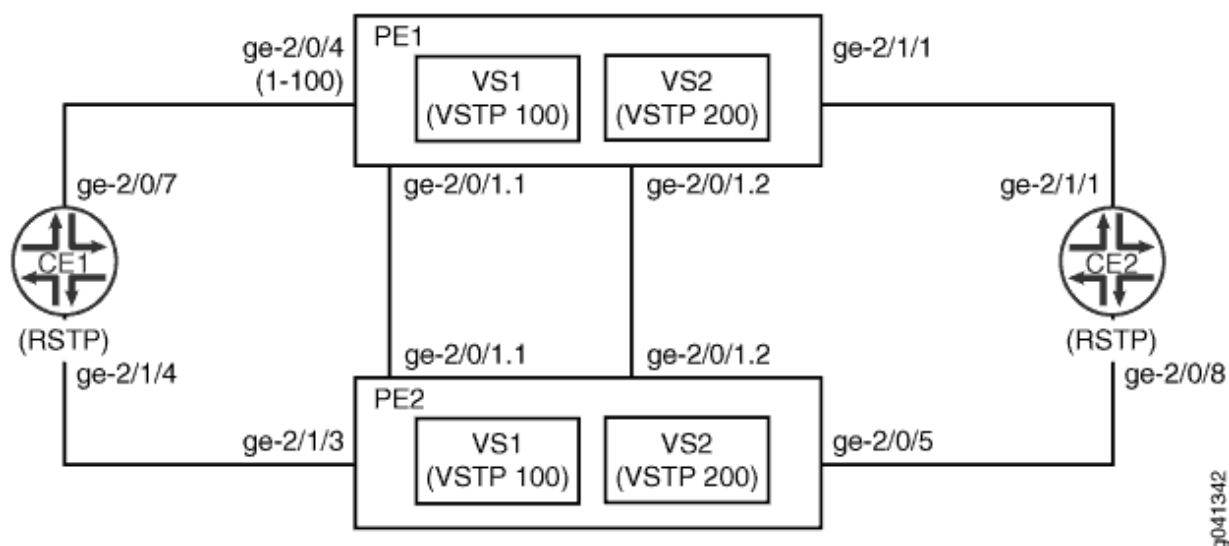 PE1
ge-2/0/4
(1-100)
VS1
(VSTP 100)
VS2
(VSTP 200)
ge-2/1/1
ge-2/0/7
ge-2/0/1.1
ge-2/0/1.2
ge-2/1/1
CE1
CE2
(RSTP)
(RSTP)
ge-2/1/4
ge-2/0/1.1
ge-2/0/1.2
ge-2/0/8
PE2
ge-2/1/3
VS1
(VSTP 100)
VS2
(VSTP 200)
ge-2/0/5
g041342